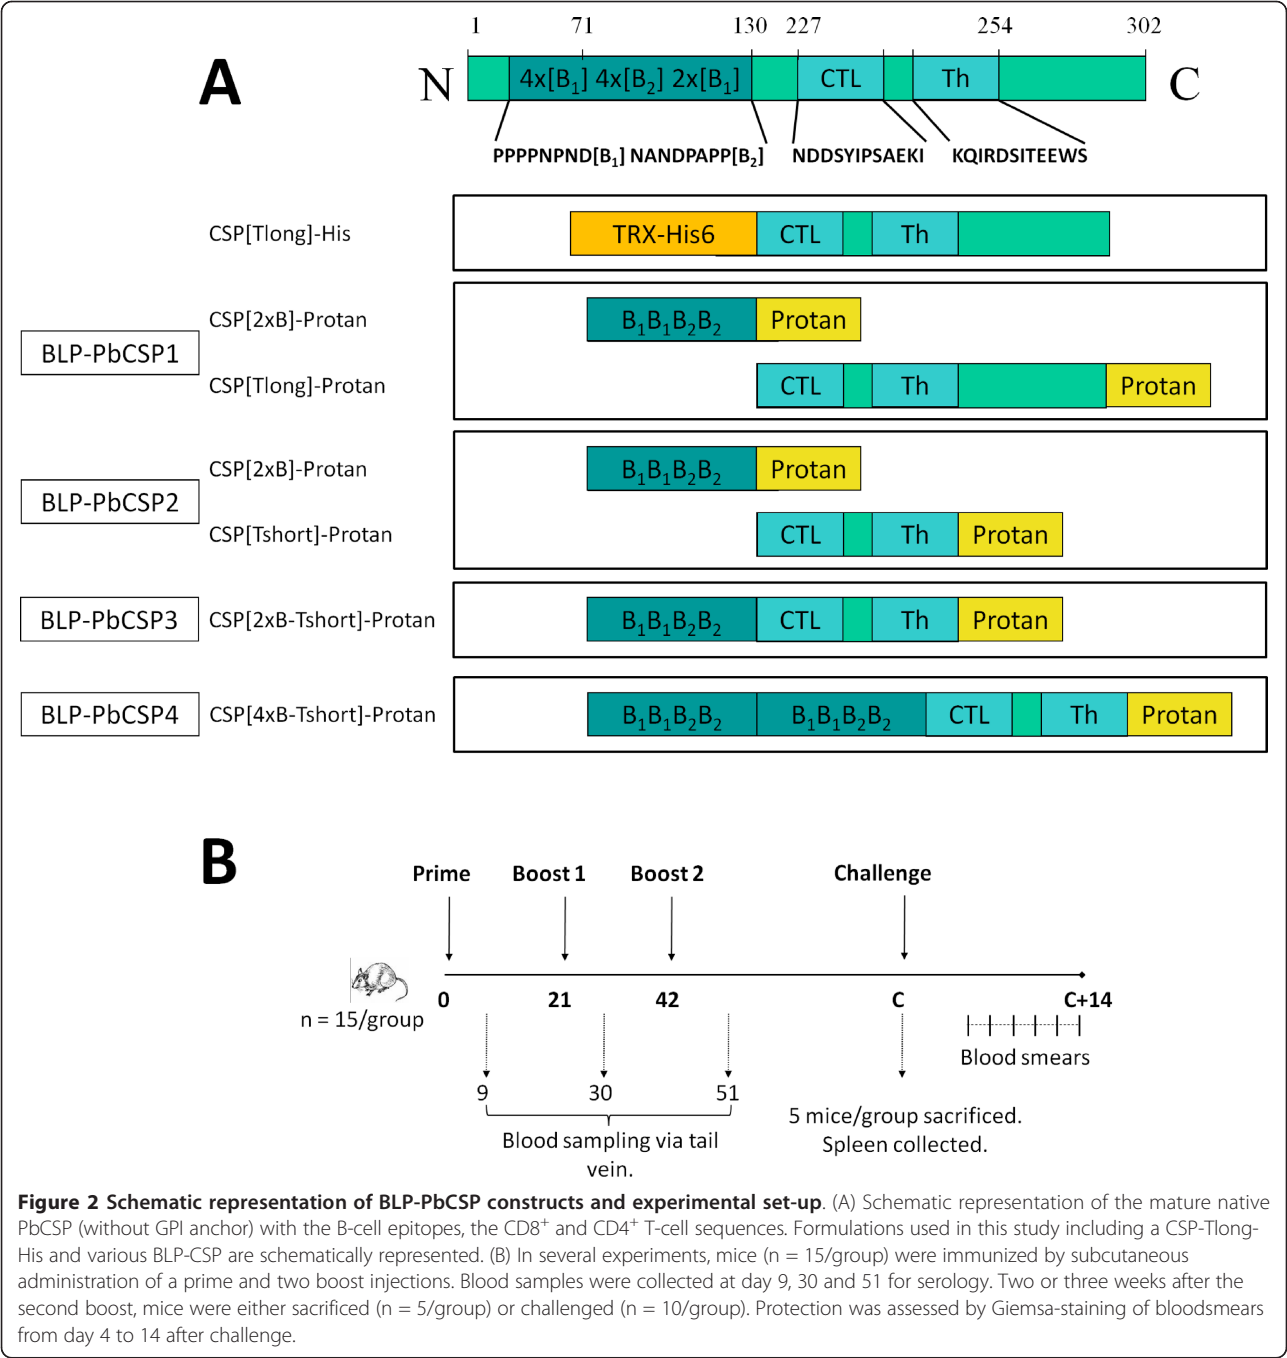 1 71 130 227 254 302
A
N 4x[B1] 4x[B2] 2x[B1] CTL Th C
PPPPNPND[B1] NANDPAPP[B2] NDDSYIPSAEKI KQIRDSITEEWS
CSP[Tlong]-His TRX-His6 CTL Th
BLP-PbCSP1
CSP[2xB]-Protan B1B1B2B2 Protan
CSP[Tlong]-Protan CTL Th Protan
BLP-PbCSP2
CSP[2xB]-Protan B1B1B2B2 Protan
CSP[Tshort]-Protan CTL Th Protan
BLP-PbCSP3 CSP[2xB-Tshort]-Protan B1B1B2B2 CTL Th Protan
BLP-PbCSP4 CSP[4xB-Tshort]-Protan B1B1B2B2 B1B1B2B2 CTL Th Protan
B
Prime Boost 1 Boost 2 Challenge
0 21 42 C C+14
n = 15/group
Blood smears
9 30 51
Blood sampling via tail
vein.
5 mice/group sacrificed.
Spleen collected.
Figure 2 Schematic representation of BLP-PbCSP constructs and experimental set-up. (A) Schematic representation of the mature native
PbCSP (without GPI anchor) with the B-cell epitopes, the CD8+ and CD4+ T-cell sequences. Formulations used in this study including a CSP-Tlong-
His and various BLP-CSP are schematically represented. (B) In several experiments, mice (n = 15/group) were immunized by subcutaneous
administration of a prime and two boost injections. Blood samples were collected at day 9, 30 and 51 for serology. Two or three weeks after the
second boost, mice were either sacrificed (n = 5/group) or challenged (n = 10/group). Protection was assessed by Giemsa-staining of bloodsmears
from day 4 to 14 after challenge.